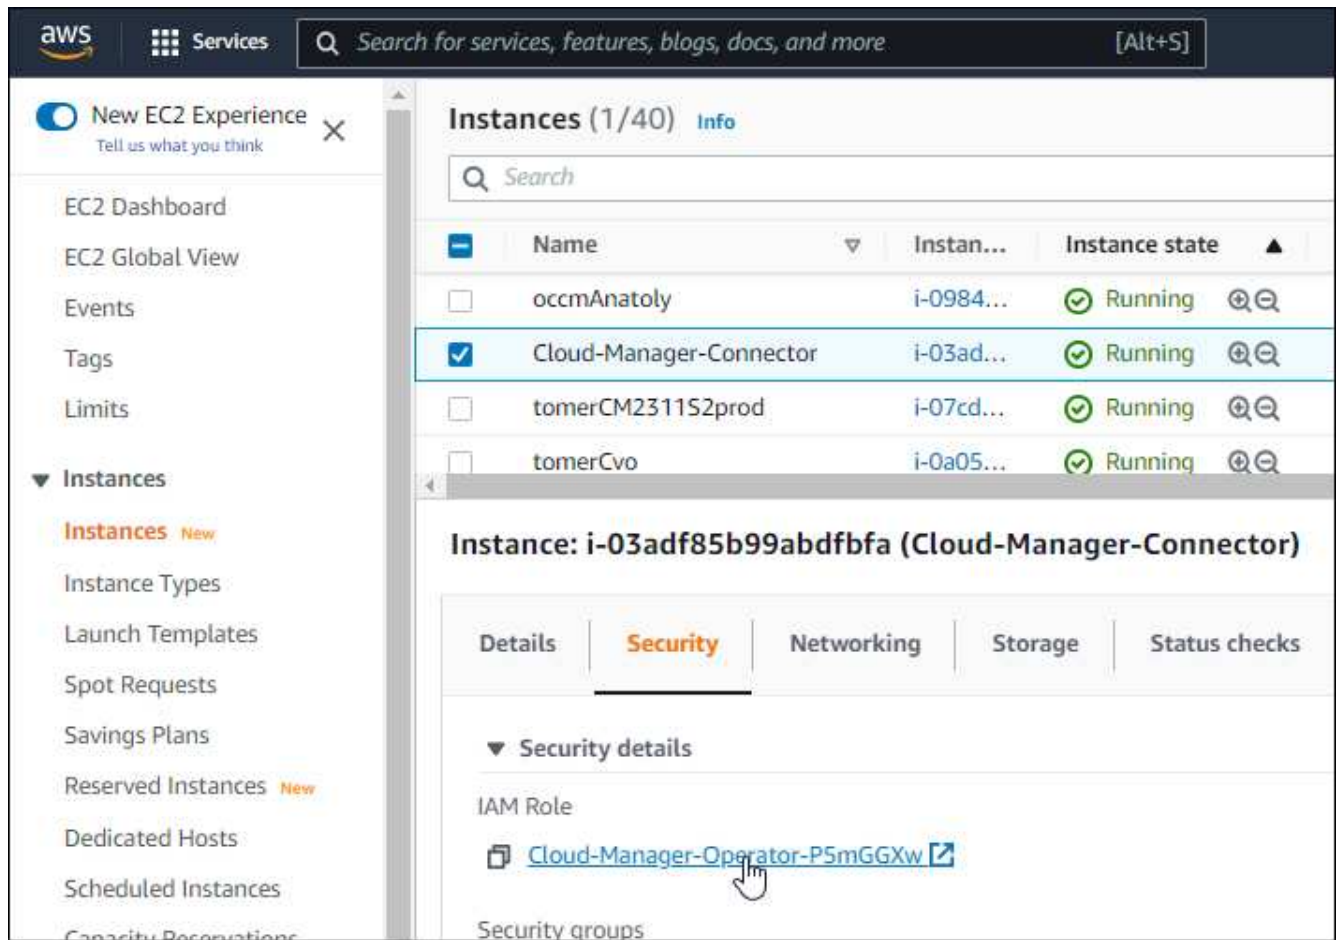 aws
Services
Search for services, features, blogs, docs, and more
[Alt+S]
New EC2 Experience
Tell us what you think
EC2 Dashboard
EC2 Global View
Events
Tags
Limits
Instances
Instances New
Instance Types
Launch Templates
Spot Requests
Savings Plans
Reserved Instances New
Dedicated Hosts
Scheduled Instances
Capacity Reservations
Instances (1/40) Info
Search
Name Instan... Instance state
occmAnatoly i-0984... Running
Cloud-Manager-Connector i-03ad... Running
tomerCM2311S2prod i-07cd... Running
tomerCvo i-0a05... Running
Instance: i-03adf85b99abdfbfa (Cloud-Manager-Connector)
Details Security Networking Storage Status checks
Security details
IAM Role
Cloud-Manager-Operator-P5mGGXw
Security groups